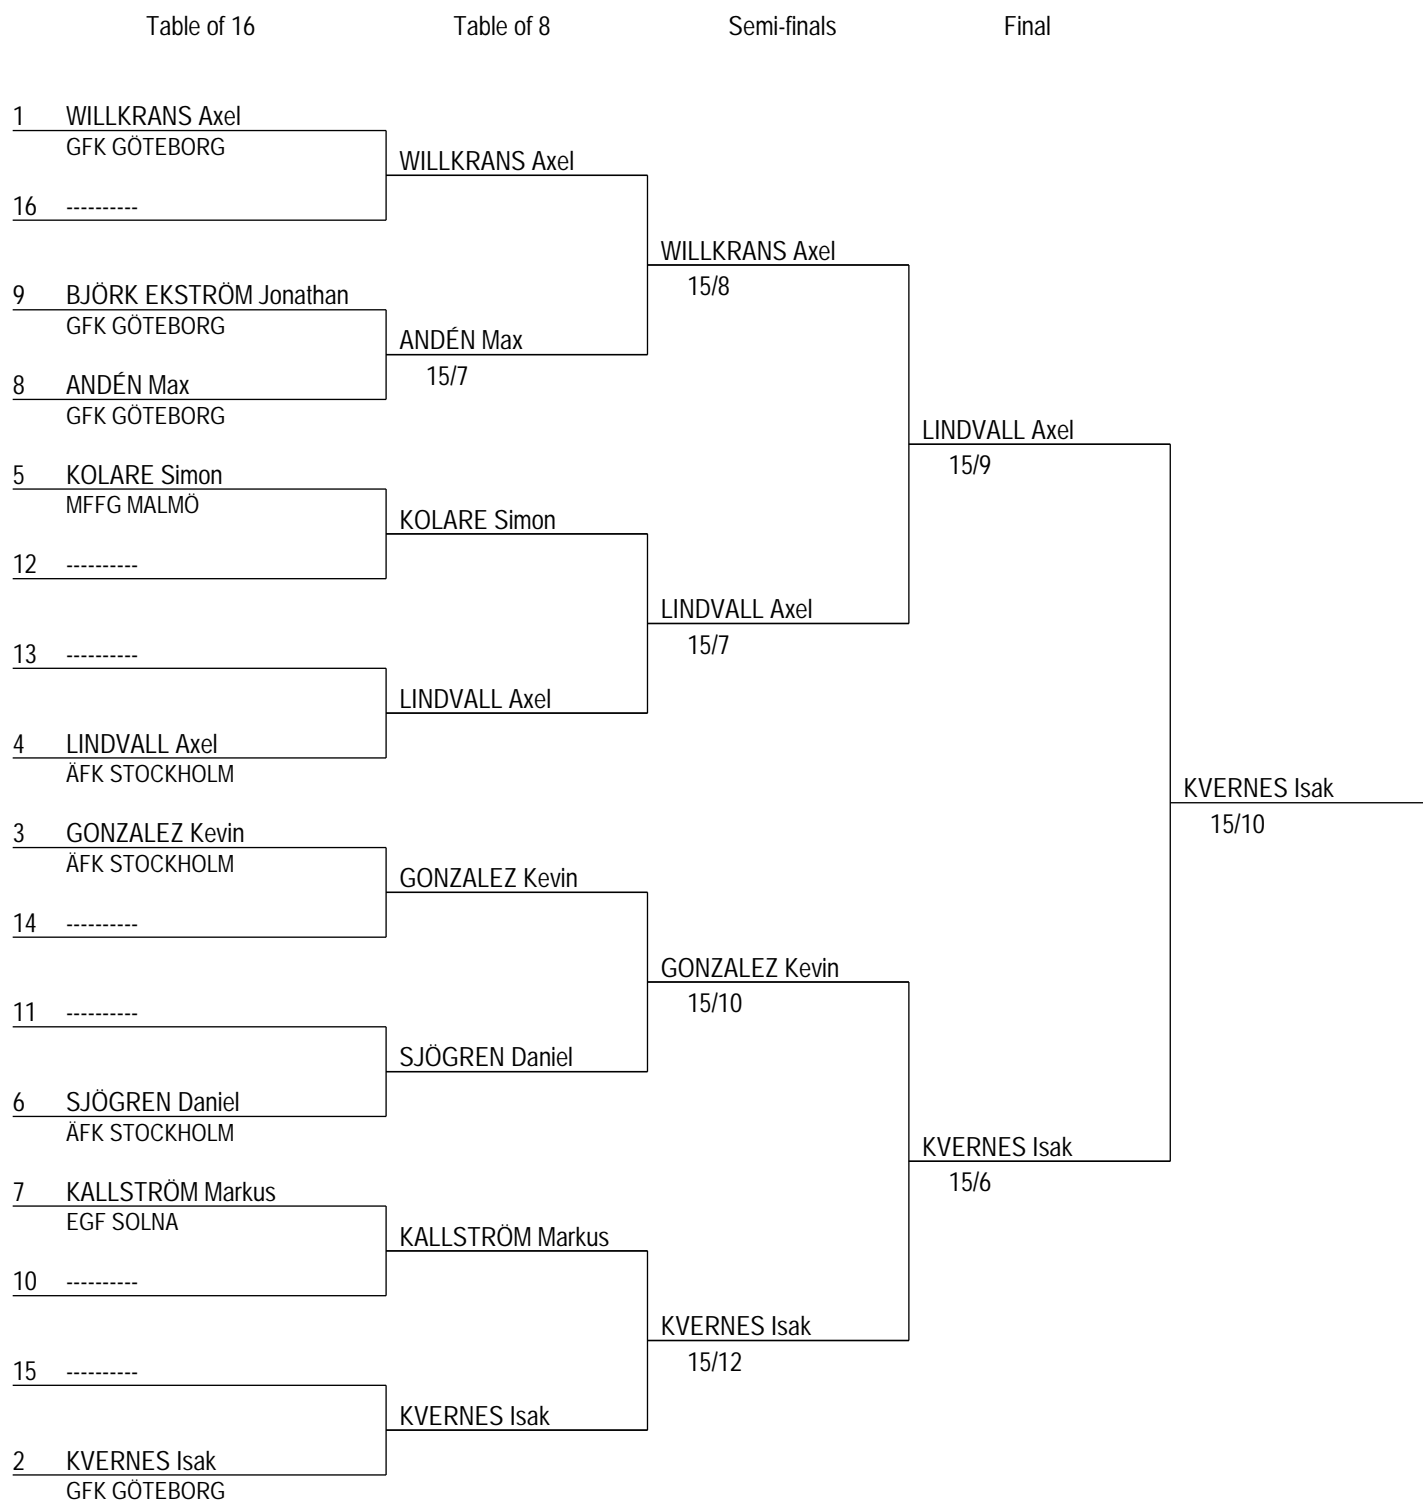 Table of 16
Table of 8
Semi-finals
Final
1 WILLKRANS Axel
GFK GÖTEBORG
WILLKRANS Axel
16 ----------
WILLKRANS Axel
15/8
9 BJÖRK EKSTRÖM Jonathan
GFK GÖTEBORG
ANDÉN Max
15/7
8 ANDÉN Max
GFK GÖTEBORG
LINDVALL Axel
15/9
5 KOLARE Simon
MFFG MALMÖ
KOLARE Simon
12 ----------
LINDVALL Axel
15/7
13 ----------
LINDVALL Axel
4 LINDVALL Axel
ÄFK STOCKHOLM
KVERNES Isak
15/10
3 GONZALEZ Kevin
ÄFK STOCKHOLM
GONZALEZ Kevin
14 ----------
GONZALEZ Kevin
15/10
11 ----------
SJÖGREN Daniel
6 SJÖGREN Daniel
ÄFK STOCKHOLM
KVERNES Isak
15/6
7 KALLSTRÖM Markus
EGF SOLNA
KALLSTRÖM Markus
10 ----------
KVERNES Isak
15/12
15 ----------
KVERNES Isak
2 KVERNES Isak
GFK GÖTEBORG